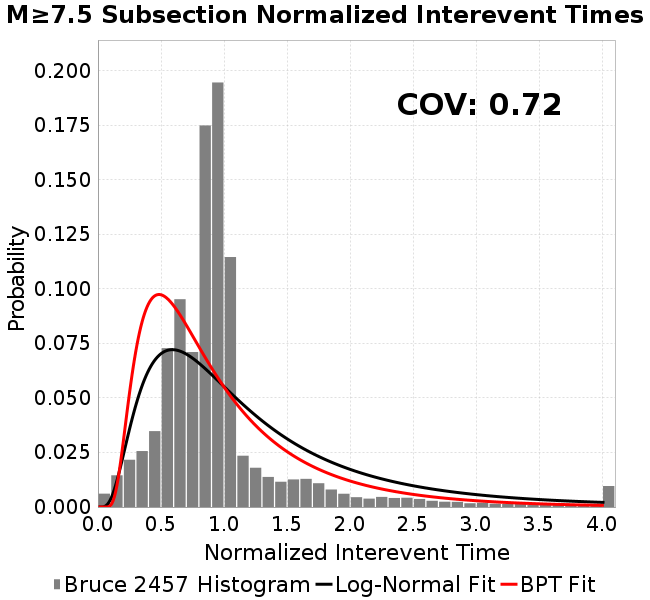 M≥7.5 Subsection Normalized Interevent Times
COV: 0.72
Probability
0.200
0.175
0.150
0.125
0.100
0.075
0.050
0.025
0.000
0.0 0.5 1.0 1.5 2.0 2.5 3.0 3.5 4.0
Normalized Interevent Time
Bruce 2457 Histogram Log-Normal Fit BPT Fit